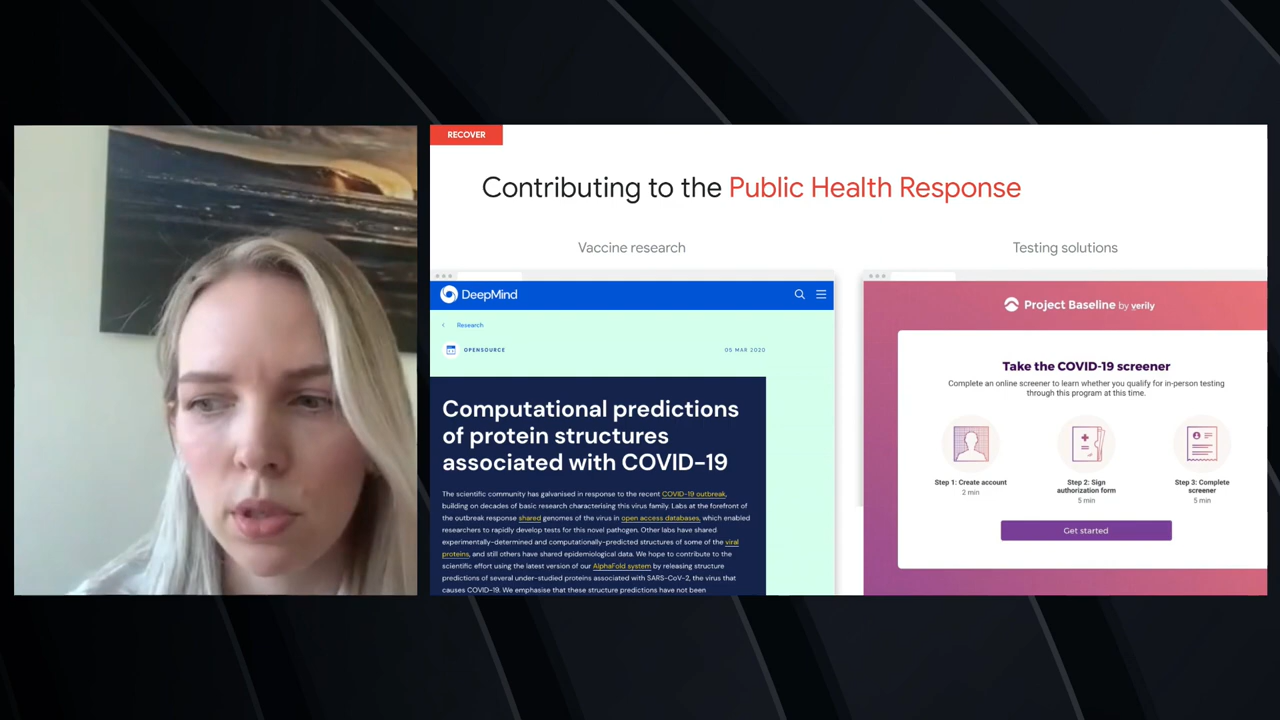 RECOVER
Contributing to the Public Health Response
Vaccine research
DeepMind
Research
OPENSOURCE
05 MAR 2020
Computational predictions
of protein structures
associated with COVID-19
The scientific community has galvanised in response to the recent COVID-19 outbreak,
building on decades of basic research characterising this virus family. Labs at the forefront of
the outbreak response shared genomes of the virus in open access databases, which enabled
researchers to rapidly develop tests for this novel pathogen. Other labs have shared
experimentally-determined and computationally-predicted structures of some of the viral
proteins, and still others have shared epidemiological data. We hope to contribute to the
scientific effort using the latest version of our AlphaFold system by releasing structure
predictions of several under-studied proteins associated with SARS-CoV-2, the virus that
causes COVID-19. We emphasise that these structure predictions have not been
Testing solutions
Project Baseline by verily
Take the COVID-19 screener
Complete an online screener to learn whether you qualify for in-person testing
through this program at this time.
Step 1: Create account
2 min
Step 2: Sign
authorization form
5 min
Step 3: Complete
screener
5 min
Get started